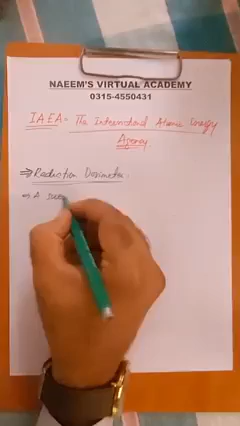 NAEEM'S VIRTUAL ACADEMY
0315-4550431
IAEA = The International Atomic Energy
Agency
⇒ Radiation Dosimeter:
⇒ A